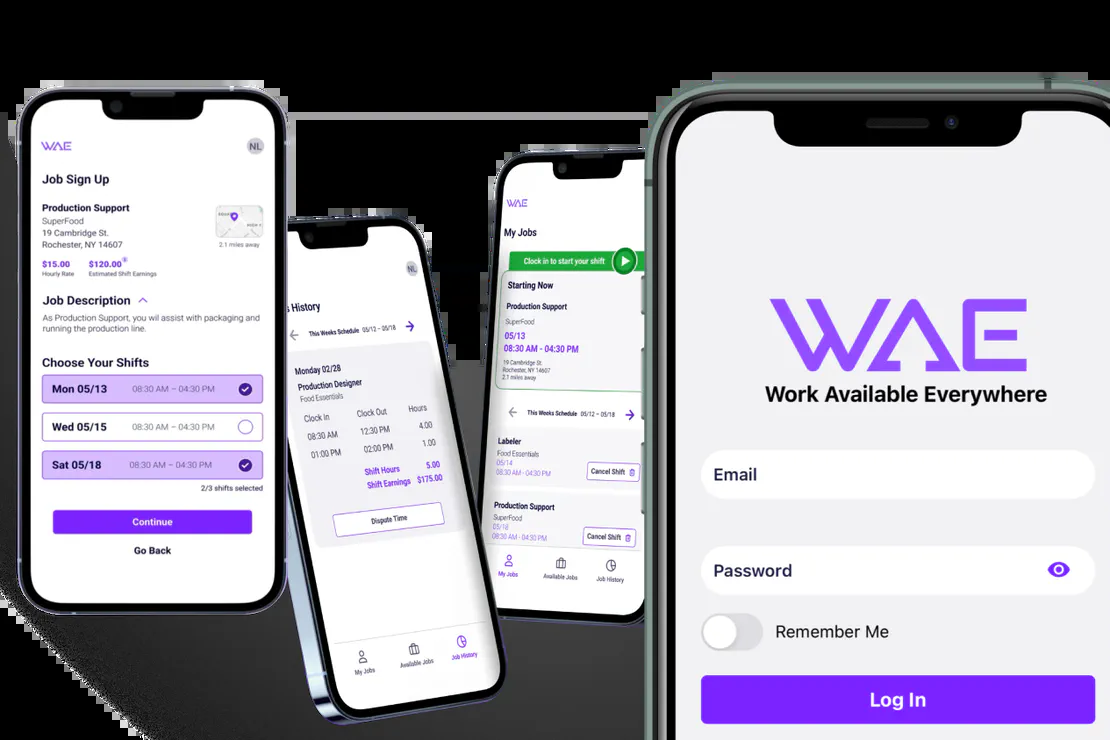 WAE
NL
Job Sign Up
Production Support
SuperFood
19 Cambridge St.
Rochester, NY 14607
2.1 miles away
$15.00 $120.00
Hourly Rate Estimated Shift Earnings
Job Description
As Production Support, you wil assist with packaging and
running the production line.
Choose Your Shifts
Mon 05/13 08:30 AM – 04:30 PM
Wed 05/15 08:30 AM – 04:30 PM
Sat 05/18 08:30 AM – 04:30 PM
2/3 shifts selected
Continue
Go Back
NL
s History
This Weeks Schedule 05/12 – 05/18
Monday 02/28
Production Designer
Food Essentials
Clock In Clock Out Hours
08:30 AM 12:30 PM 4.00
01:00 PM 02:00 PM 1.00
Shift Hours 5.00
Shift Earnings $175.00
Dispute Time
My Jobs Available Jobs Job History
WAE
My Jobs
Clock in to start your shift
Starting Now
Production Support
SuperFood
05/13
08:30 AM - 04:30 PM
19 Cambridge St.
Rochester, NY 14607
2.1 miles away
This Weeks Schedule 05/12 – 05/18
Labeler
Food Essentials
05/14
08:30 AM - 04:30 PM
Cancel Shift
Production Support
SuperFood
05/18
08:30 AM - 04:30 PM
Cancel Shift
My Jobs Available Jobs Job History
WAE
Work Available Everywhere
Email
Password
Remember Me
Log In